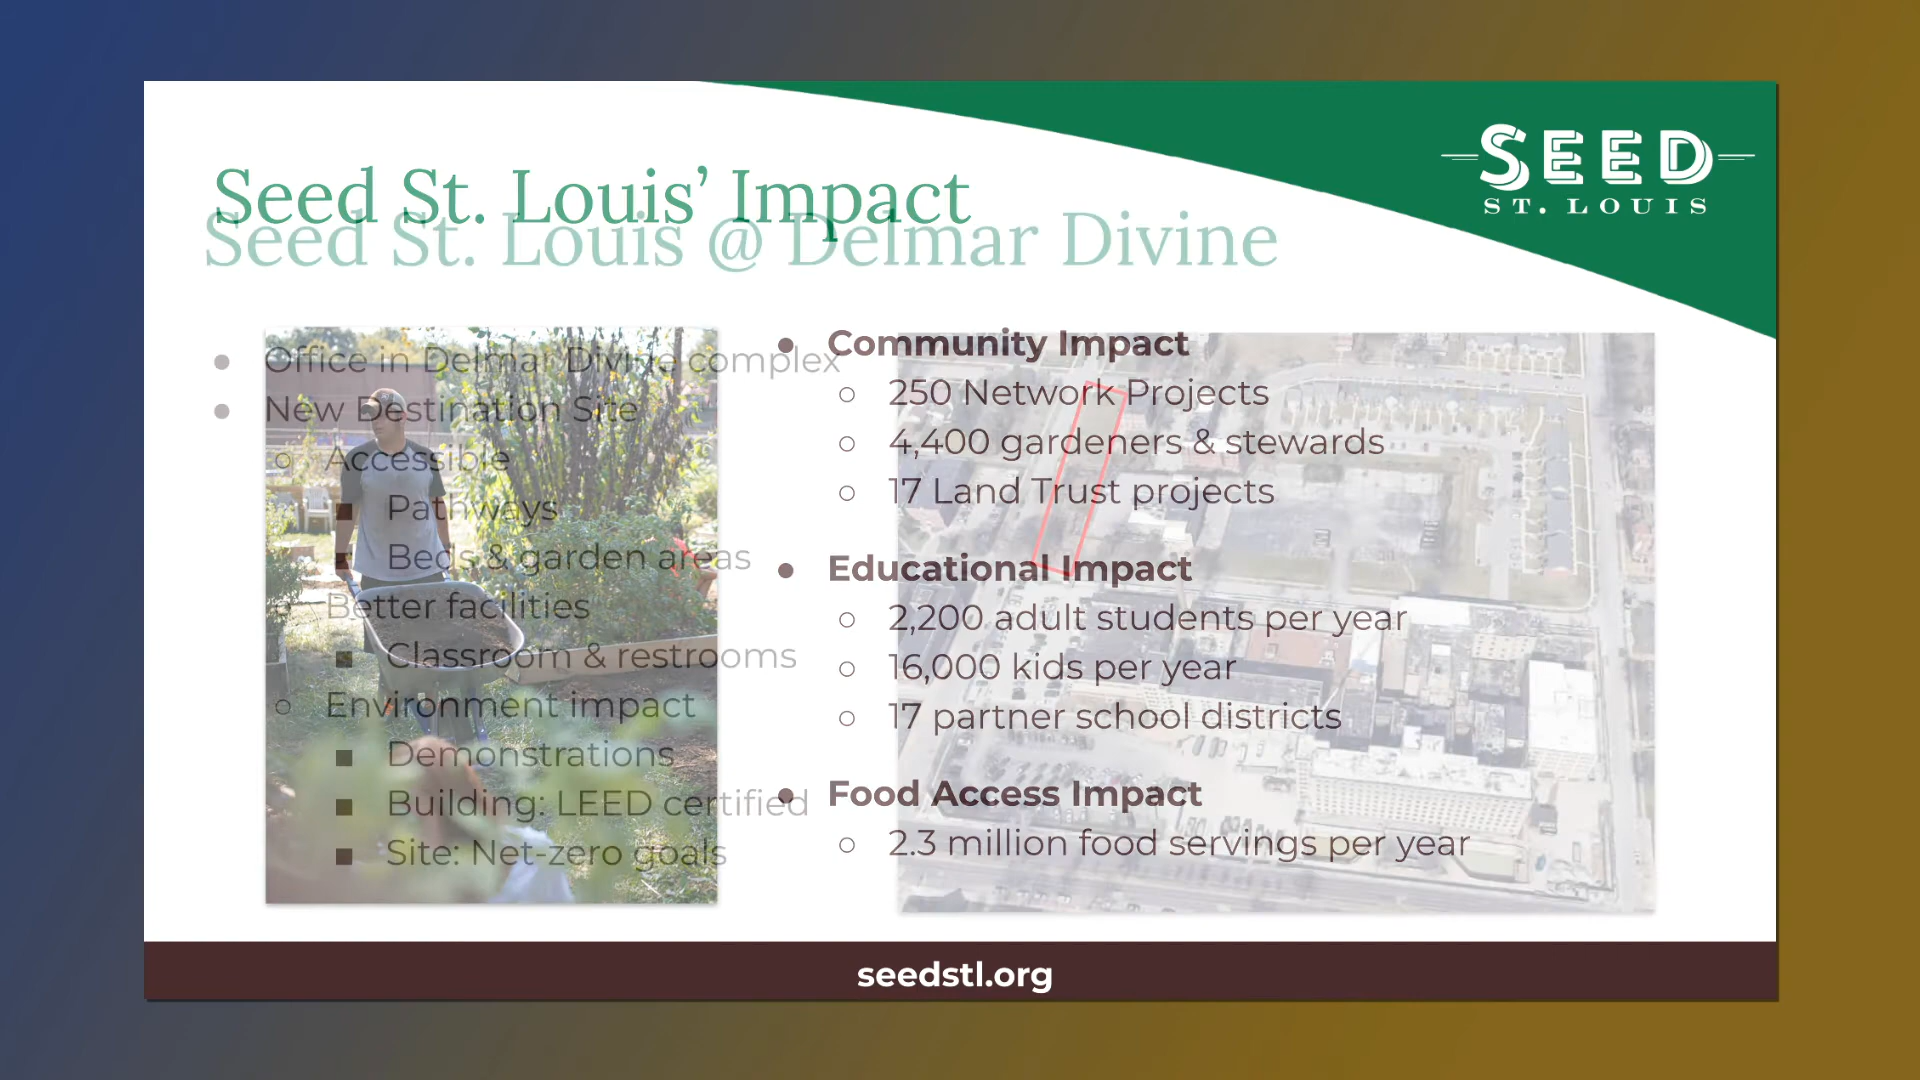 SEED
ST. LOUIS
Seed St. Louis’ Impact
Seed St. Louis @ Delmar Divine
● Office in Delmar Divine complex
● New Destination Site
○ Accessible
■ Pathways
■ Beds & garden areas
○ Better facilities
■ Classroom & restrooms
○ Environment impact
■ Demonstrations
■ Building: LEED certified
■ Site: Net-zero goals
● Community Impact
○ 250 Network Projects
○ 4,400 gardeners & stewards
○ 17 Land Trust projects
● Educational Impact
○ 2,200 adult students per year
○ 16,000 kids per year
○ 17 partner school districts
● Food Access Impact
○ 2.3 million food servings per year
seedstl.org